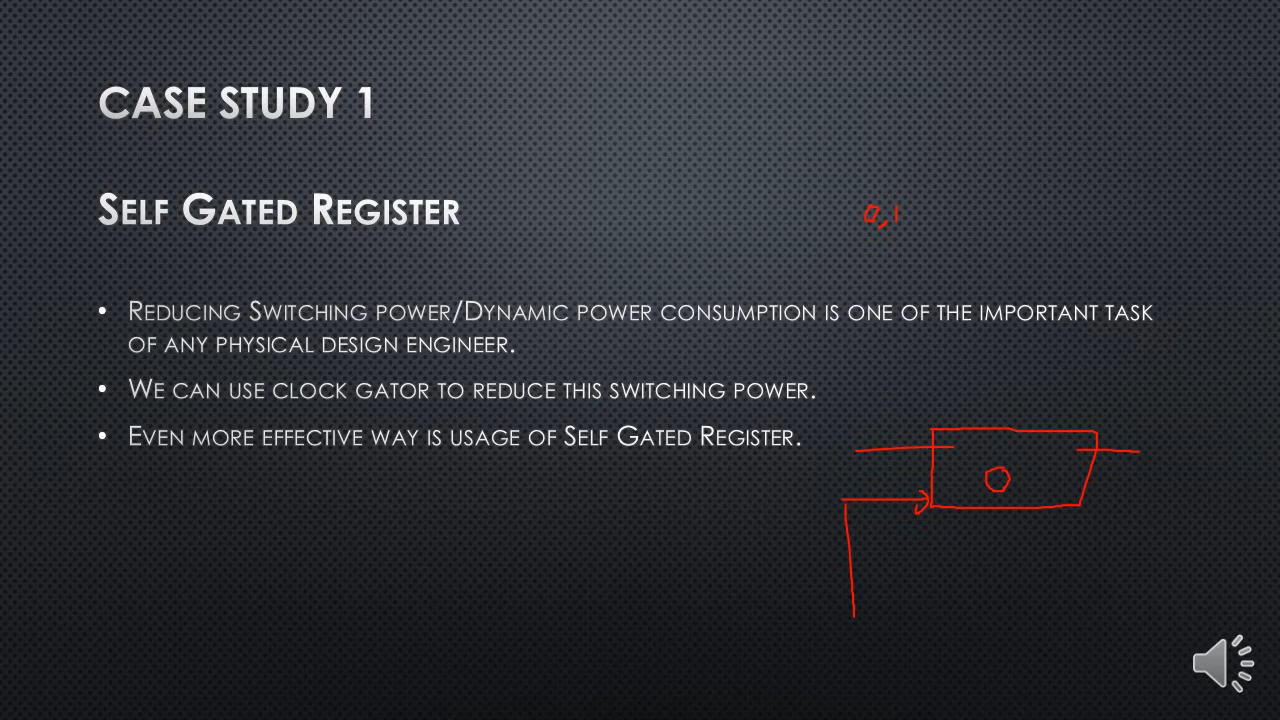 CASE STUDY 1
SELF GATED REGISTER
0,1
• REDUCING SWITCHING POWER/DYNAMIC POWER CONSUMPTION IS ONE OF THE IMPORTANT TASK
OF ANY PHYSICAL DESIGN ENGINEER.
• WE CAN USE CLOCK GATOR TO REDUCE THIS SWITCHING POWER.
• EVEN MORE EFFECTIVE WAY IS USAGE OF SELF GATED REGISTER.
0